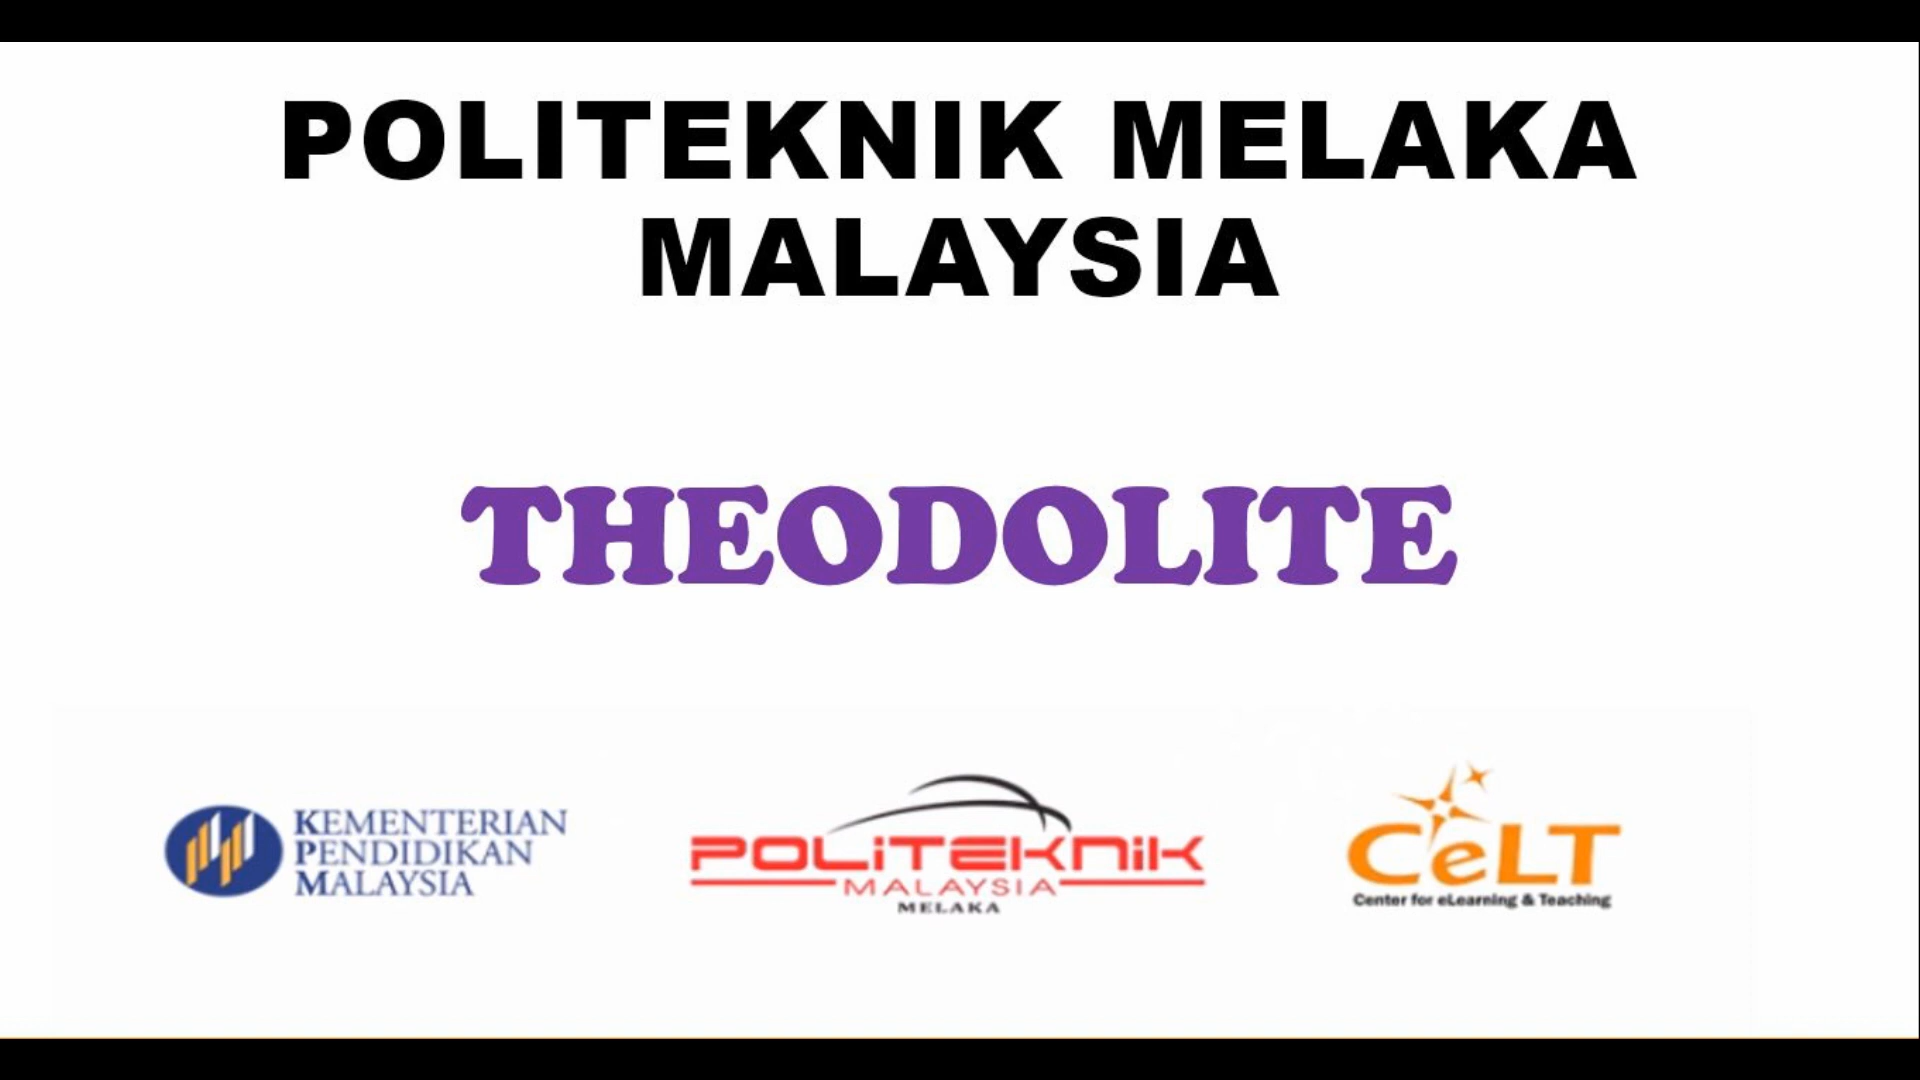 POLITEKNIK MELAKA
MALAYSIA
THEODOLITE
KEMENTERIAN
PENDIDIKAN
MALAYSIA
POLiTEKNiK
MALAYSIA
MELAKA
CeLT
Center for eLearning & Teaching